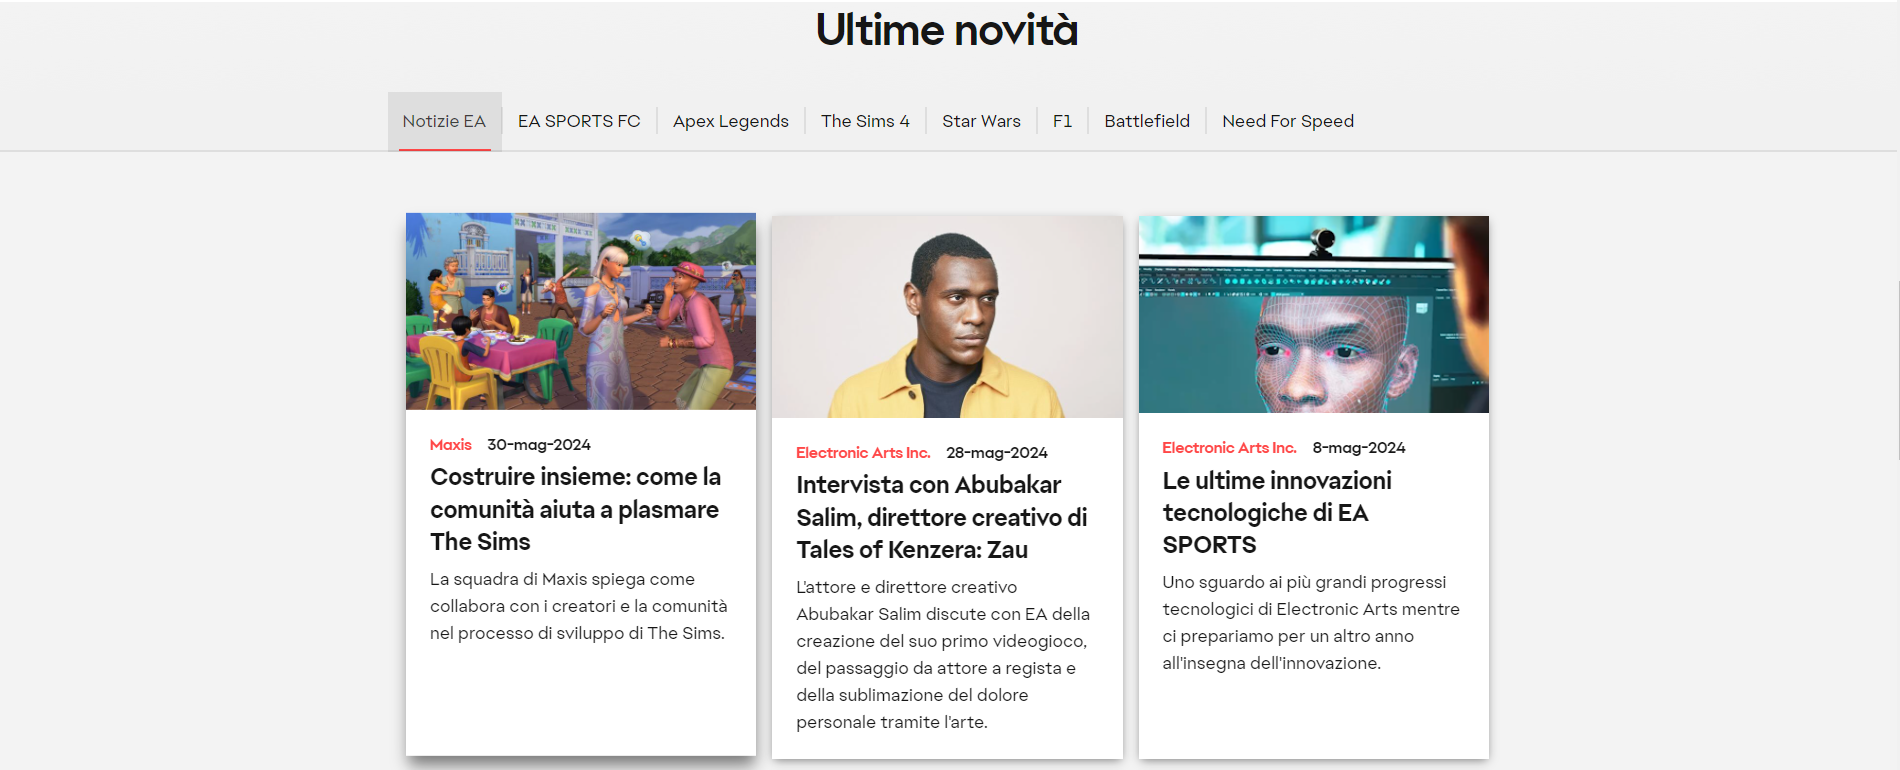 Ultime novità
Notizie EA
EA SPORTS FC
Apex Legends
The Sims 4
Star Wars
F1
Battlefield
Need For Speed
Maxis 30-mag-2024
Costruire insieme: come la
comunità aiuta a plasmare
The Sims
La squadra di Maxis spiega come
collabora con i creatori e la comunità
nel processo di sviluppo di The Sims.
Electronic Arts Inc. 28-mag-2024
Intervista con Abubakar
Salim, direttore creativo di
Tales of Kenzera: Zau
L'attore e direttore creativo
Abubakar Salim discute con EA della
creazione del suo primo videogioco,
del passaggio da attore a regista e
della sublimazione del dolore
personale tramite l'arte.
Electronic Arts Inc. 8-mag-2024
Le ultime innovazioni
tecnologiche di EA
SPORTS
Uno sguardo ai più grandi progressi
tecnologici di Electronic Arts mentre
ci prepariamo per un altro anno
all'insegna dell'innovazione.